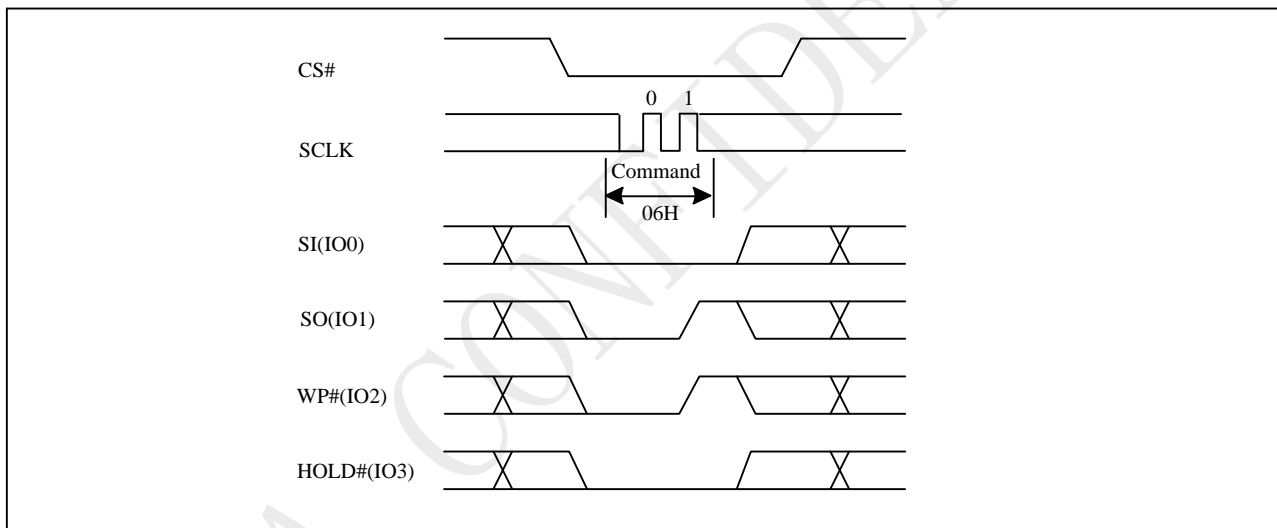 CS#
0 1
SCLK
Command
06H
SI(IO0)
SO(IO1)
WP#(IO2)
HOLD#(IO3)